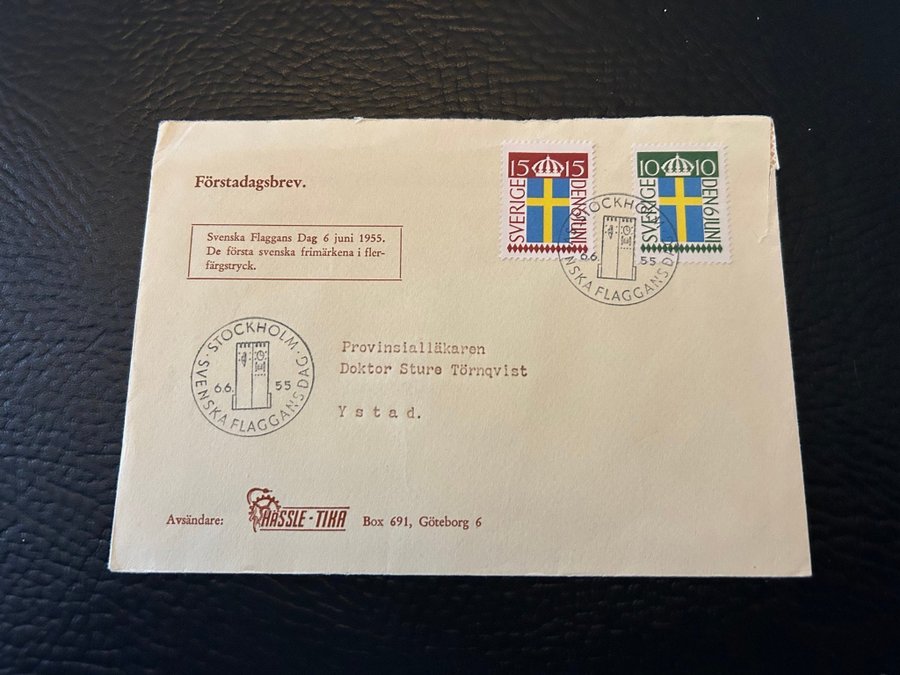 Förstadagsbrev.
Svenska Flaggans Dag 6 juni 1955.
De första svenska frimärkena i fler-
färgstryck.
15 15
SVERIGE
DEN 6 JUNI
10 10
SVERIGE
DEN 6 JUNI
STOCKHOLM
6.6. 55
SVENSKA FLAGGANS DAG
· STOCKHOLM ·
6.6. 55
SVENSKA FLAGGANS DAG
Provinsialläkaren
Doktor Sture Törnqvist
Ystad.
Avsändare: HÄSSLE-TIKA Box 691, Göteborg 6